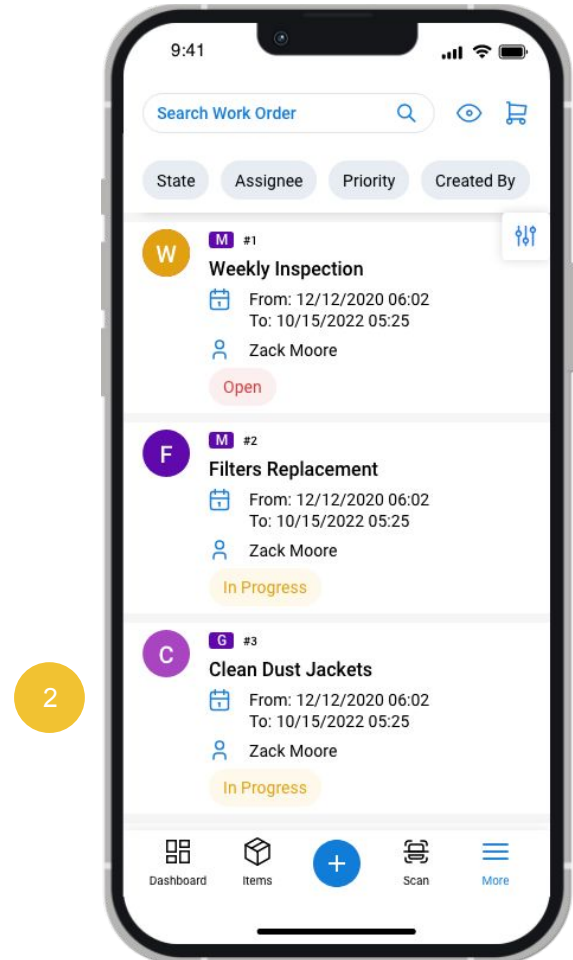 9:41
Search Work Order
State Assignee Priority Created By
M #1
W
Weekly Inspection
From: 12/12/2020 06:02
To: 10/15/2022 05:25
Zack Moore
Open
M #2
F
Filters Replacement
From: 12/12/2020 06:02
To: 10/15/2022 05:25
Zack Moore
In Progress
G #3
C
Clean Dust Jackets
2
From: 12/12/2020 06:02
To: 10/15/2022 05:25
Zack Moore
In Progress
Dashboard Items + Scan More